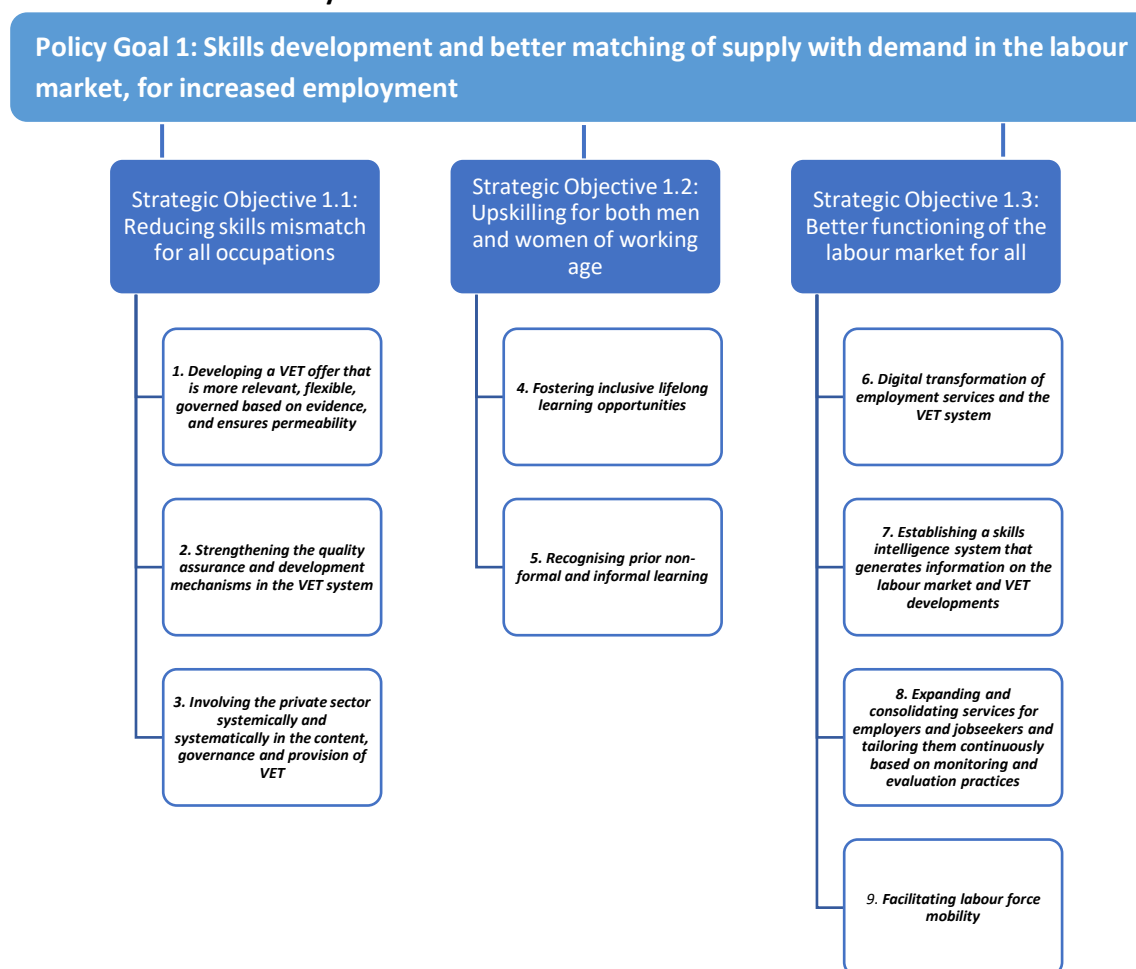 Policy Goal 1: Skills development and better matching of supply with demand in the labour
market, for increased employment
Strategic Objective 1.1:
Reducing skills mismatch
for all occupations
1. Developing a VET offer that
is more relevant, flexible,
governed based on evidence,
and ensures permeability
2. Strengthening the quality
assurance and development
mechanisms in the VET system
3. Involving the private sector
systemically and
systematically in the content,
governance and provision of
VET
Strategic Objective 1.2:
Upskilling for both men
and women of working
age
4. Fostering inclusive lifelong
learning opportunities
5. Recognising prior non-
formal and informal learning
Strategic Objective 1.3:
Better functioning of the
labour market for all
6. Digital transformation of
employment services and the
VET system
7. Establishing a skills
intelligence system that
generates information on the
labour market and VET
developments
8. Expanding and
consolidating services for
employers and jobseekers and
tailoring them continuously
based on monitoring and
evaluation practices
9. Facilitating labour force
mobility